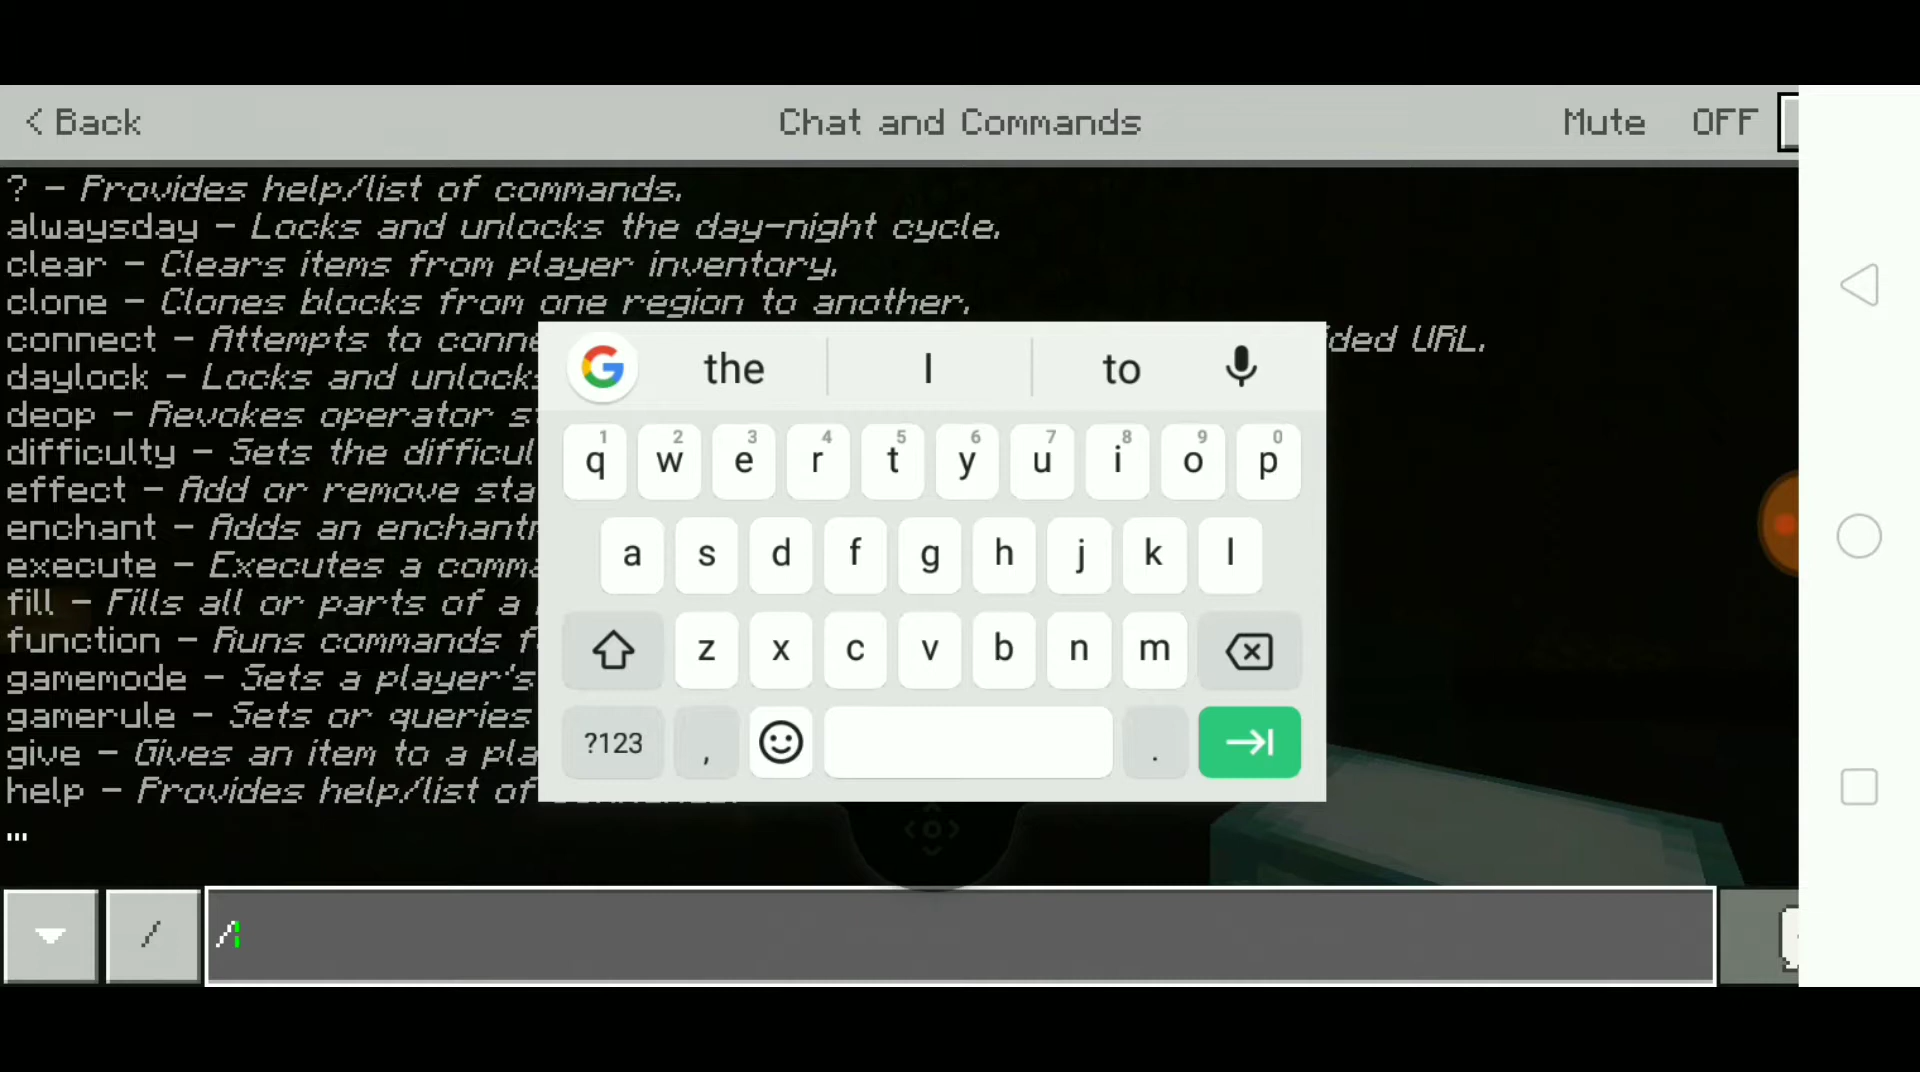 < Back Chat and Commands Mute OFF
? – Provides help/list of commands.
alwaysday – Locks and unlocks the day-night cycle.
clear – Clears items from player inventory.
clone – Clones blocks from one region to another.
connect – Attempts to conne ded URL.
daylock – Locks and unlocks
deop – Revokes operator s
difficulty – Sets the difficul
effect – Add or remove sta
enchant – Adds an enchant
execute – Executes a comm
fill – Fills all or parts of a
function – Runs commands f
gamemode – Sets a player's
gamerule – Sets or queries
give – Gives an item to a pla
help – Provides help/list of
...
the I to
1 2 3 4 5 6 7 8 9 0
q w e r t y u i o p
a s d f g h j k l
z x c v b n m
?123 , .
/ /